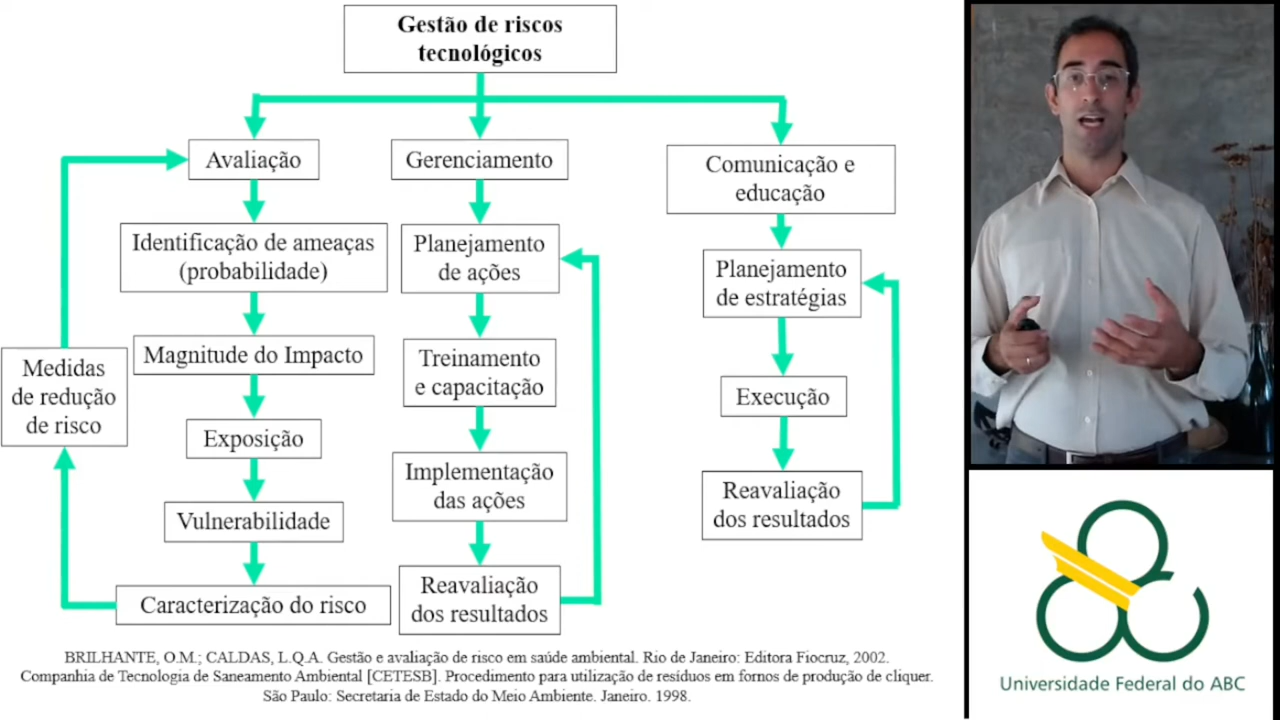 Gestão de riscos
tecnológicos
Avaliação
Identificação de ameaças
(probabilidade)
Magnitude do Impacto
Exposição
Vulnerabilidade
Caracterização do risco
Medidas
de redução
de risco
Gerenciamento
Planejamento
de ações
Treinamento
e capacitação
Implementação
das ações
Reavaliação
dos resultados
Comunicação e
educação
Planejamento
de estratégias
Execução
Reavaliação
dos resultados
BRILHANTE, O.M.; CALDAS, L.Q.A. Gestão e avaliação de risco em saúde ambiental. Rio de Janeiro: Editora Fiocruz, 2002.
Companhia de Tecnologia de Saneamento Ambiental [CETESB]. Procedimento para utilização de resíduos em fornos de produção de clíquer.
São Paulo: Secretaria de Estado do Meio Ambiente. Janeiro. 1998.
Universidade Federal do ABC